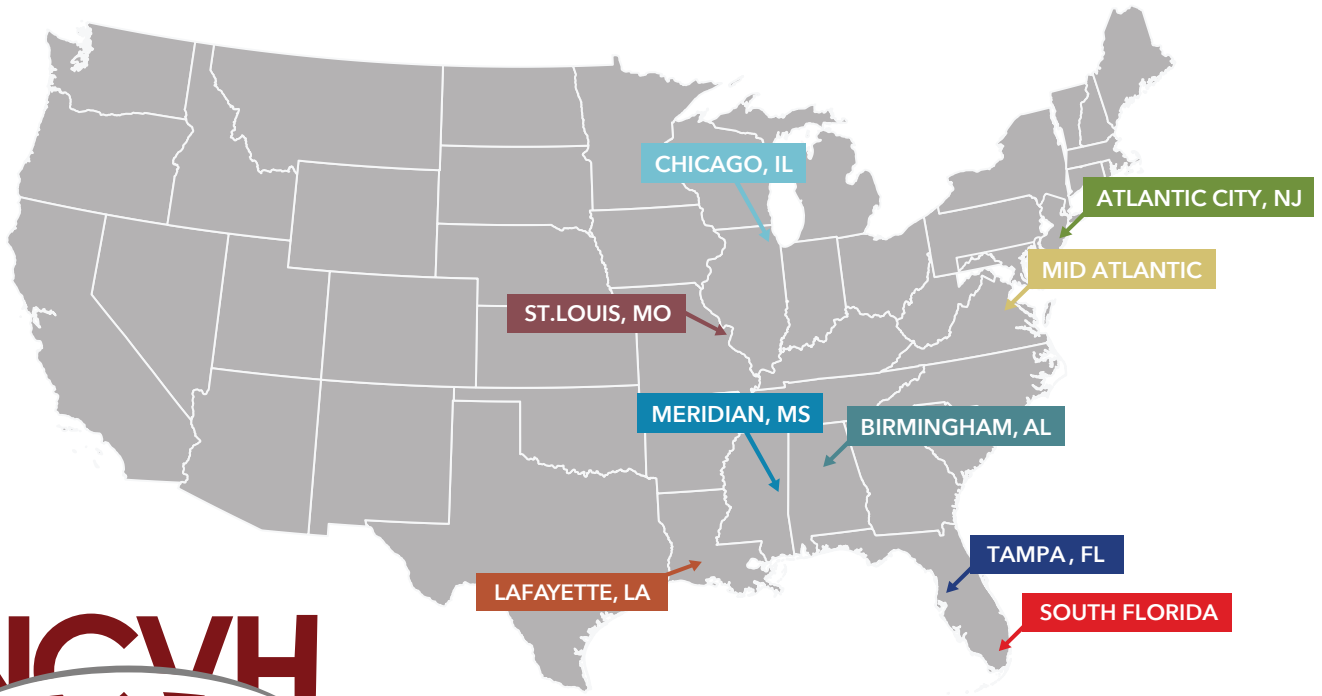 CHICAGO, IL
ATLANTIC CITY, NJ
MID ATLANTIC
ST.LOUIS, MO
MERIDIAN, MS
BIRMINGHAM, AL
TAMPA, FL
LAFAYETTE, LA
SOUTH FLORIDA
NCVH